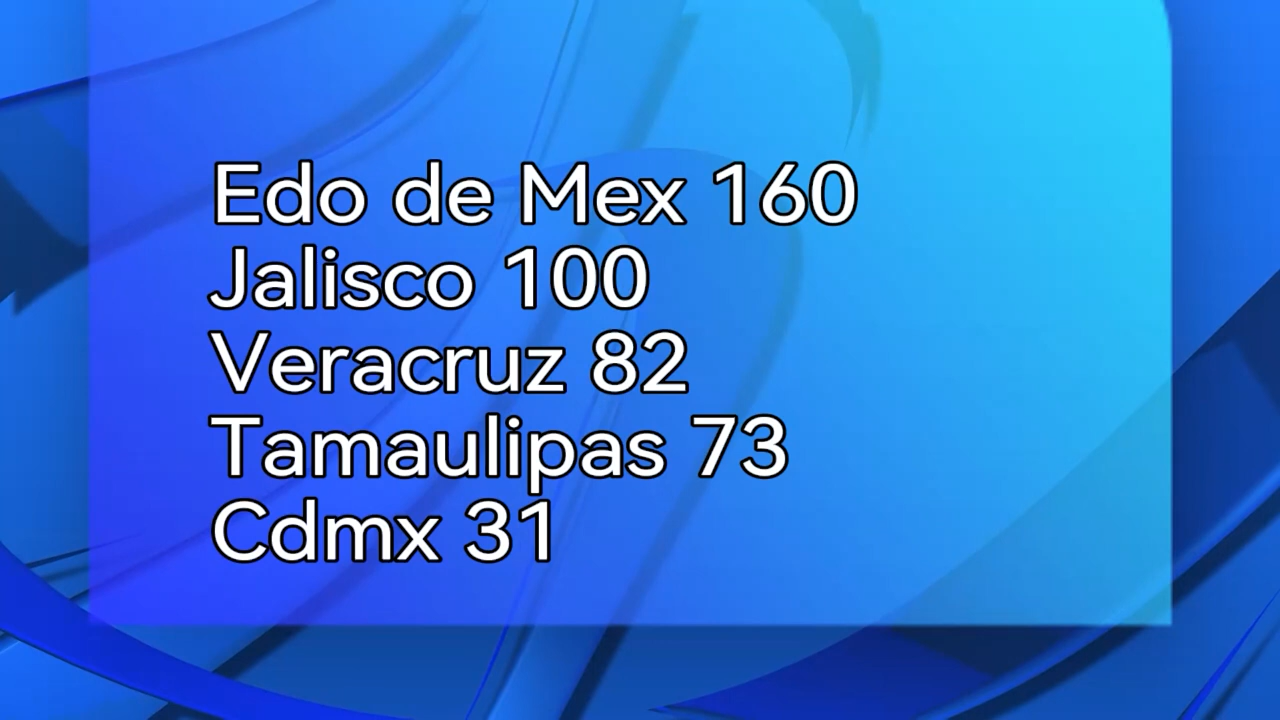 Edo de Mex 160
Jalisco 100
Veracruz 82
Tamaulipas 73
Cdmx 31